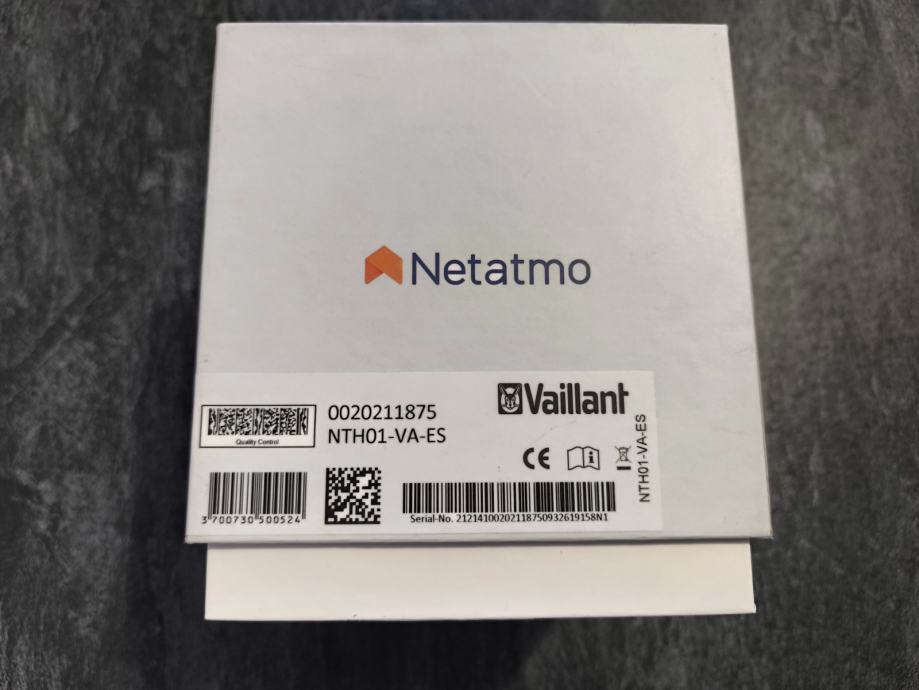 Netatmo
Vaillant
0020211875
NTH01-VA-ES
Quality Control
CE
NTH01-VA-ES
3 700730 500524
Serial-No. 21214100202118750932619158N1